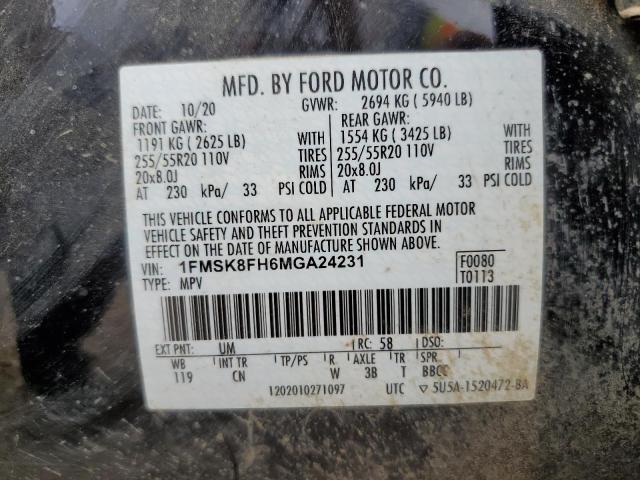 MFD. BY FORD MOTOR CO.
DATE: 10/20 GVWR: 2694 KG ( 5940 LB)
FRONT GAWR: REAR GAWR:
1191 KG ( 2625 LB) WITH 1554 KG ( 3425 LB) WITH
255/55R20 110V TIRES 255/55R20 110V TIRES
20x8.0J RIMS 20x8.0J RIMS
AT 230 kPa/ 33 PSI COLD AT 230 kPa/ 33 PSI COLD
THIS VEHICLE CONFORMS TO ALL APPLICABLE FEDERAL MOTOR
VEHICLE SAFETY AND THEFT PREVENTION STANDARDS IN
EFFECT ON THE DATE OF MANUFACTURE SHOWN ABOVE.
VIN: 1FMSK8FH6MGA24231 F0080
TYPE: MPV T0113
EXT PNT: UM RC: 58 DSO:
WB INT TR TP/PS R AXLE TR SPR
119 CN W 3B T BBCC
1202010271097 UTC ▽ 5U5A-1520472-BA